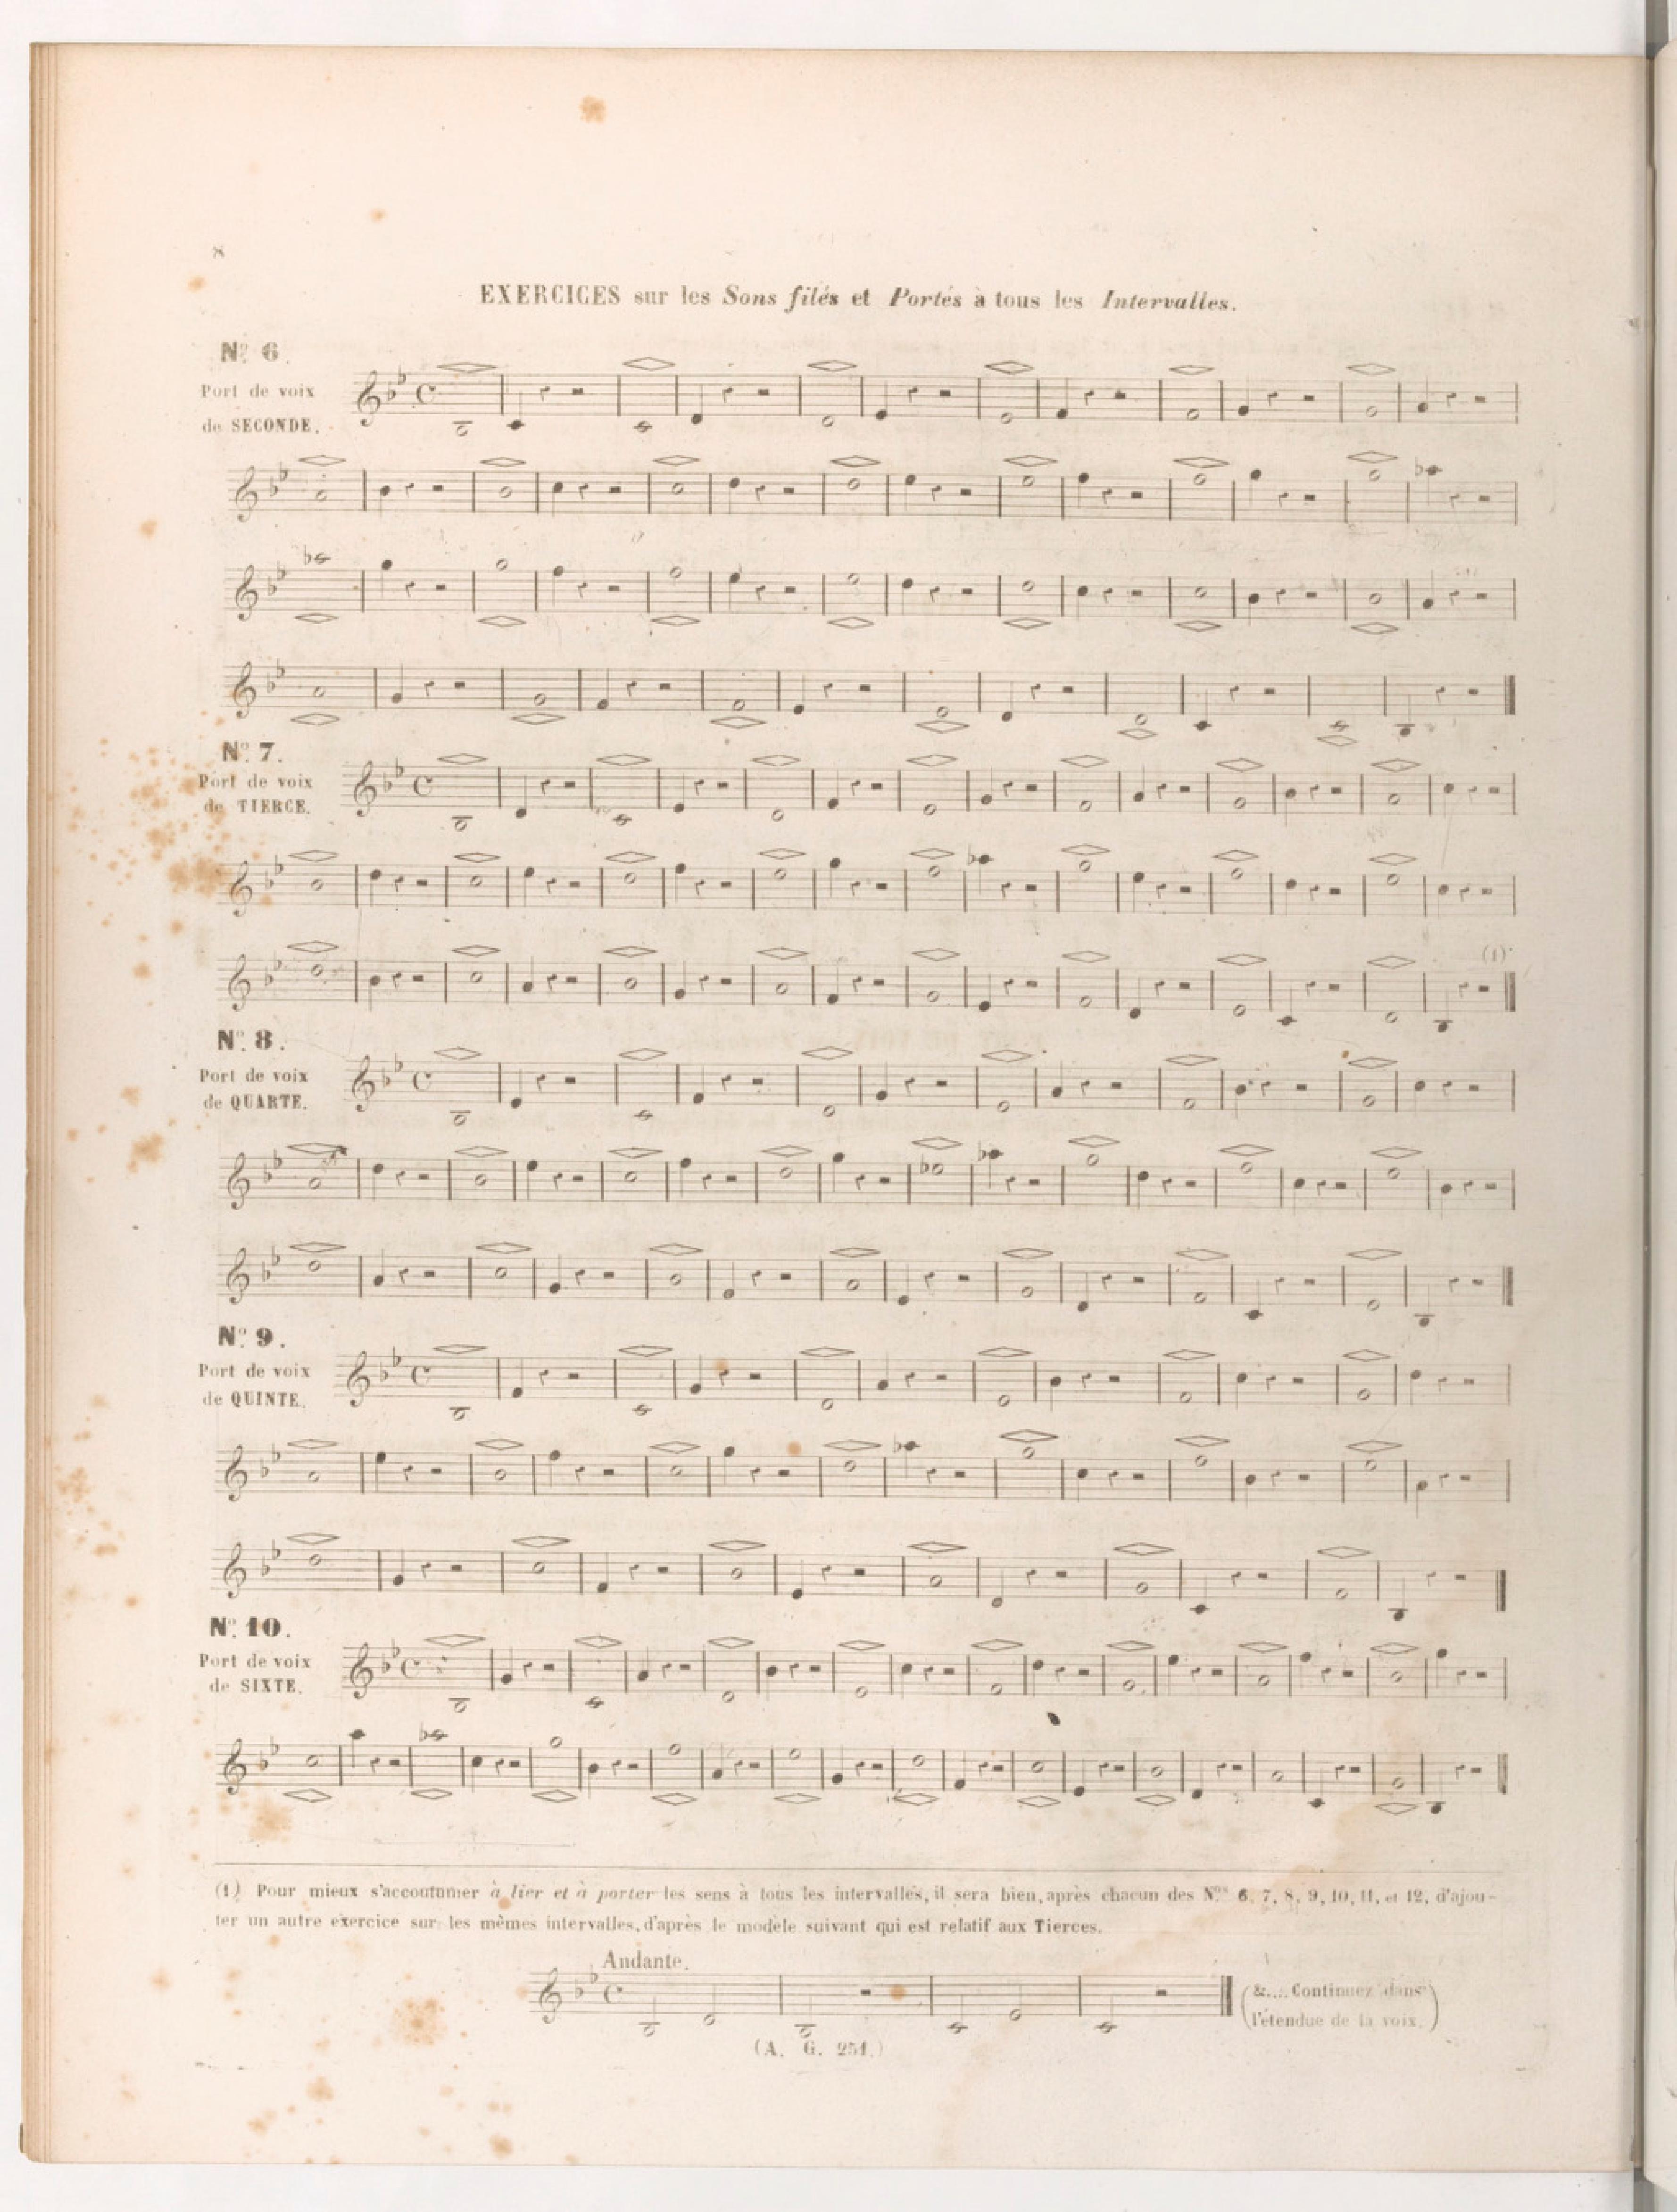 8
EXERCICES sur les Sons filés et Portés à tous les Intervalles.
Nº 6.
Port de voix
de SECONDE.
Nº 7.
Port de voix
de TIERCE.
(1)
Nº 8.
Port de voix
de QUARTE.
Nº 9.
Port de voix
de QUINTE.
Nº 10.
Port de voix
de SIXTE.
(1) Pour mieux s'accoutumer à lier et à porter les sens à tous les intervalles, il sera bien, après chacun des Nos 6, 7, 8, 9, 10, 11, et 12, d'ajou-
ter un autre exercice sur les mêmes intervalles, d'après le modèle suivant qui est relatif aux Tierces.
Andante.
&.... Continuez dans
l'étendue de la voix.
(A. G. 251.)